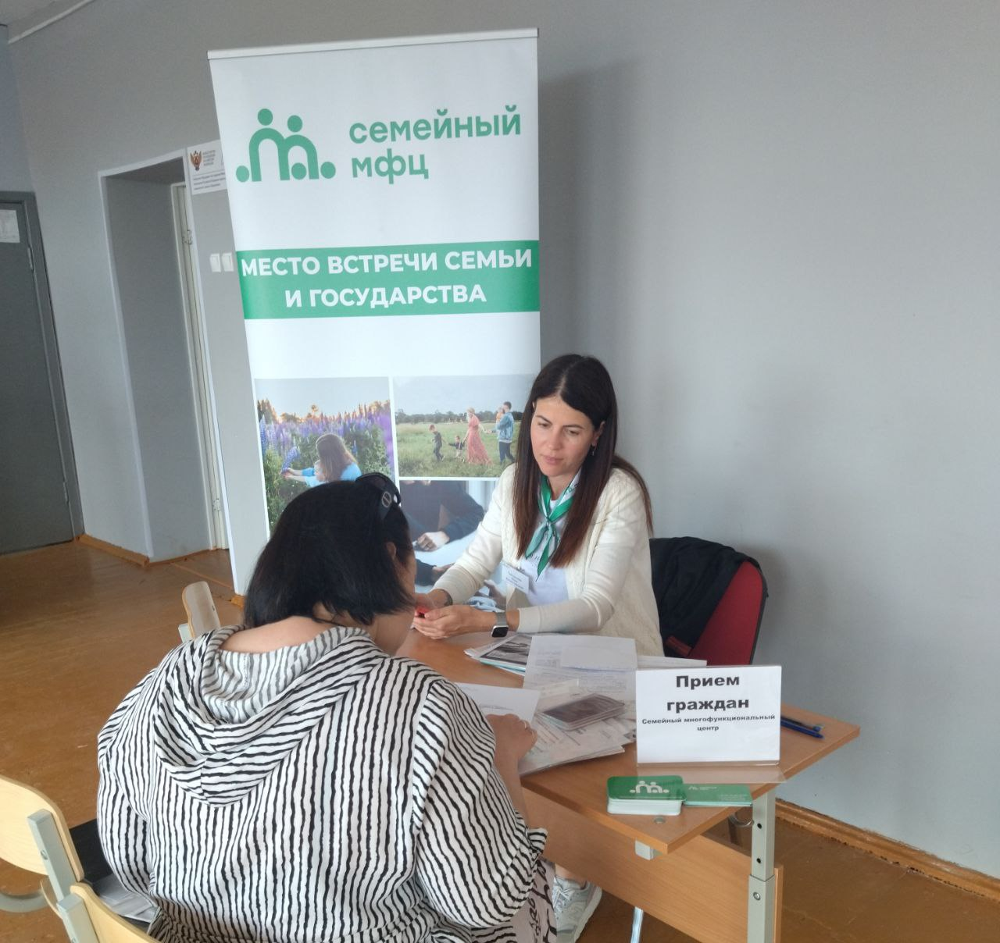 семейный
мфц
МЕСТО ВСТРЕЧИ СЕМЬИ
И ГОСУДАРСТВА
Прием
граждан
Семейный многофункциональный
центр